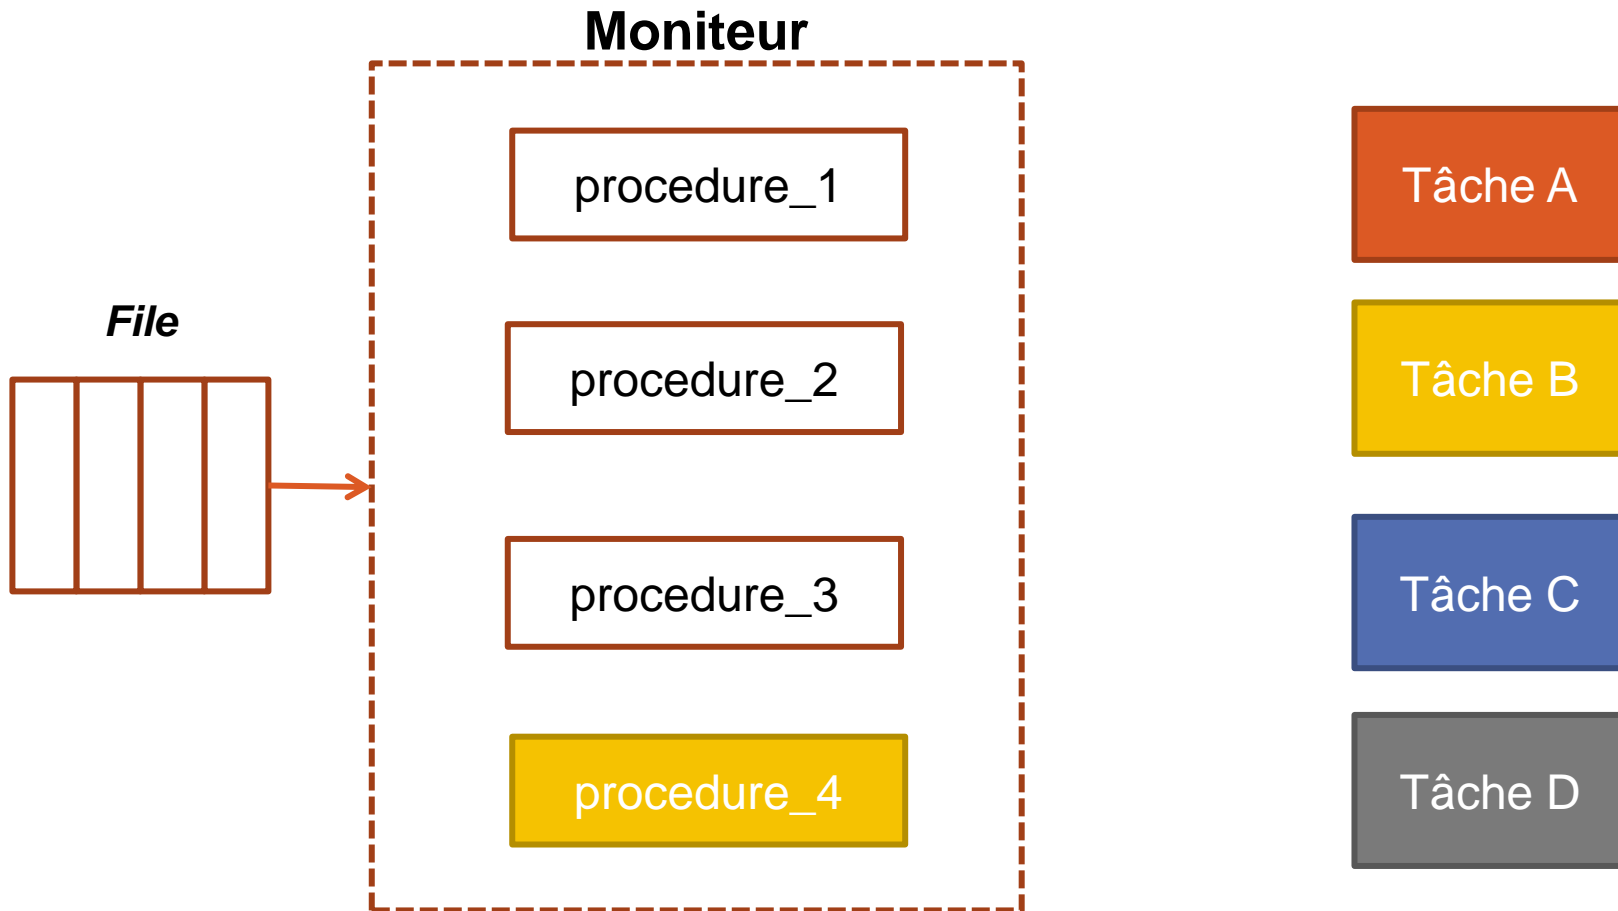 Moniteur
procedure_1
Tâche A
File
procedure_2
Tâche B
procedure_3
Tâche C
procedure_4
Tâche D